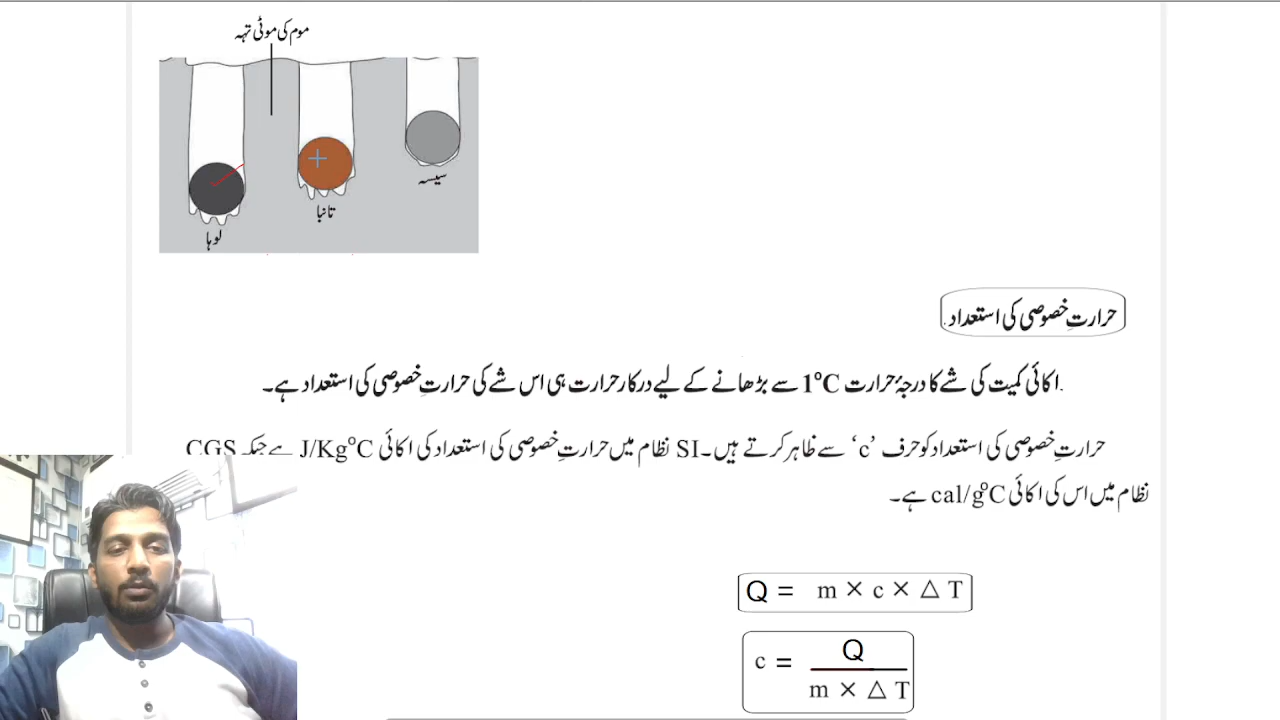 موم کی موٹی تہہ
سیسہ
تانبا
لوہا
حرارتِ خصوصی کی استعداد.
.اکائی کمیت کی شے کا درجۂ حرارت 1°C سے بڑھانے کے لیے درکار حرارت ہی اس شے کی حرارتِ خصوصی کی استعداد ہے۔
حرارتِ خصوصی کی استعداد کو حرف ’c‘ سے ظاہر کرتے ہیں۔ SI نظام میں حرارتِ خصوصی کی استعداد کی اکائی J/Kg°C ہے جبکہ CGS
نظام میں اس کی اکائی cal/g°C ہے۔
Q = m × c × △ T
c = Q / m × △ T